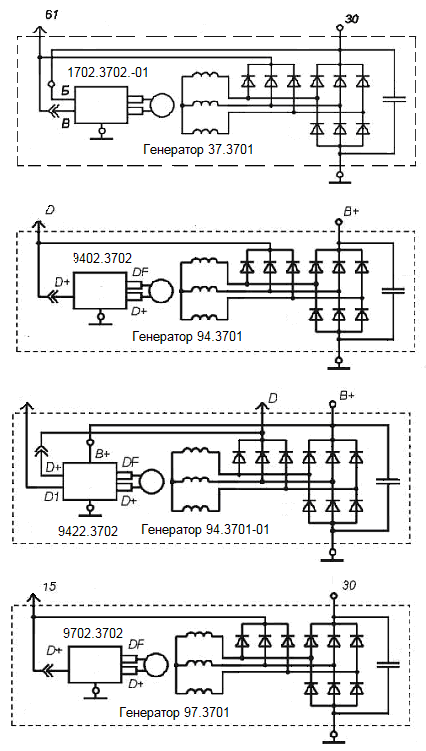 61 30
1702.3702.-01
Б
В
Генератор 37.3701
D B+
9402.3702
D+ DF
D+
Генератор 94.3701
D B+
B+
D+ DF
D1 D+
9422.3702 Генератор 94.3701-01
15 30
9702.3702 DF
D+ D+
Генератор 97.3701